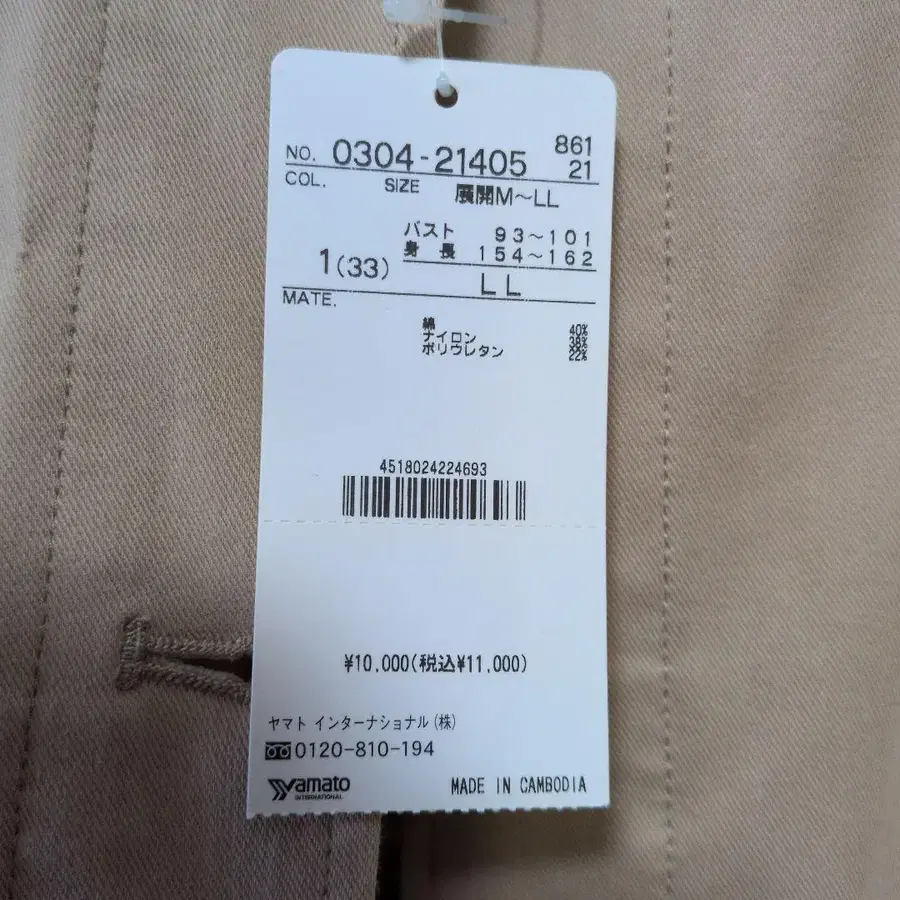 NO. 0304-21405 861
21
COL. SIZE 展開M〜LL
バスト 93〜101
身長 154〜162
1(33) LL
MATE.
綿 40%
ナイロン 38%
ポリウレタン 22%
4518024224693
¥10,000(税込¥11,000)
ヤマト インターナショナル(株)
0120-810-194
Yamato
INTERNATIONAL
MADE IN CAMBODIA